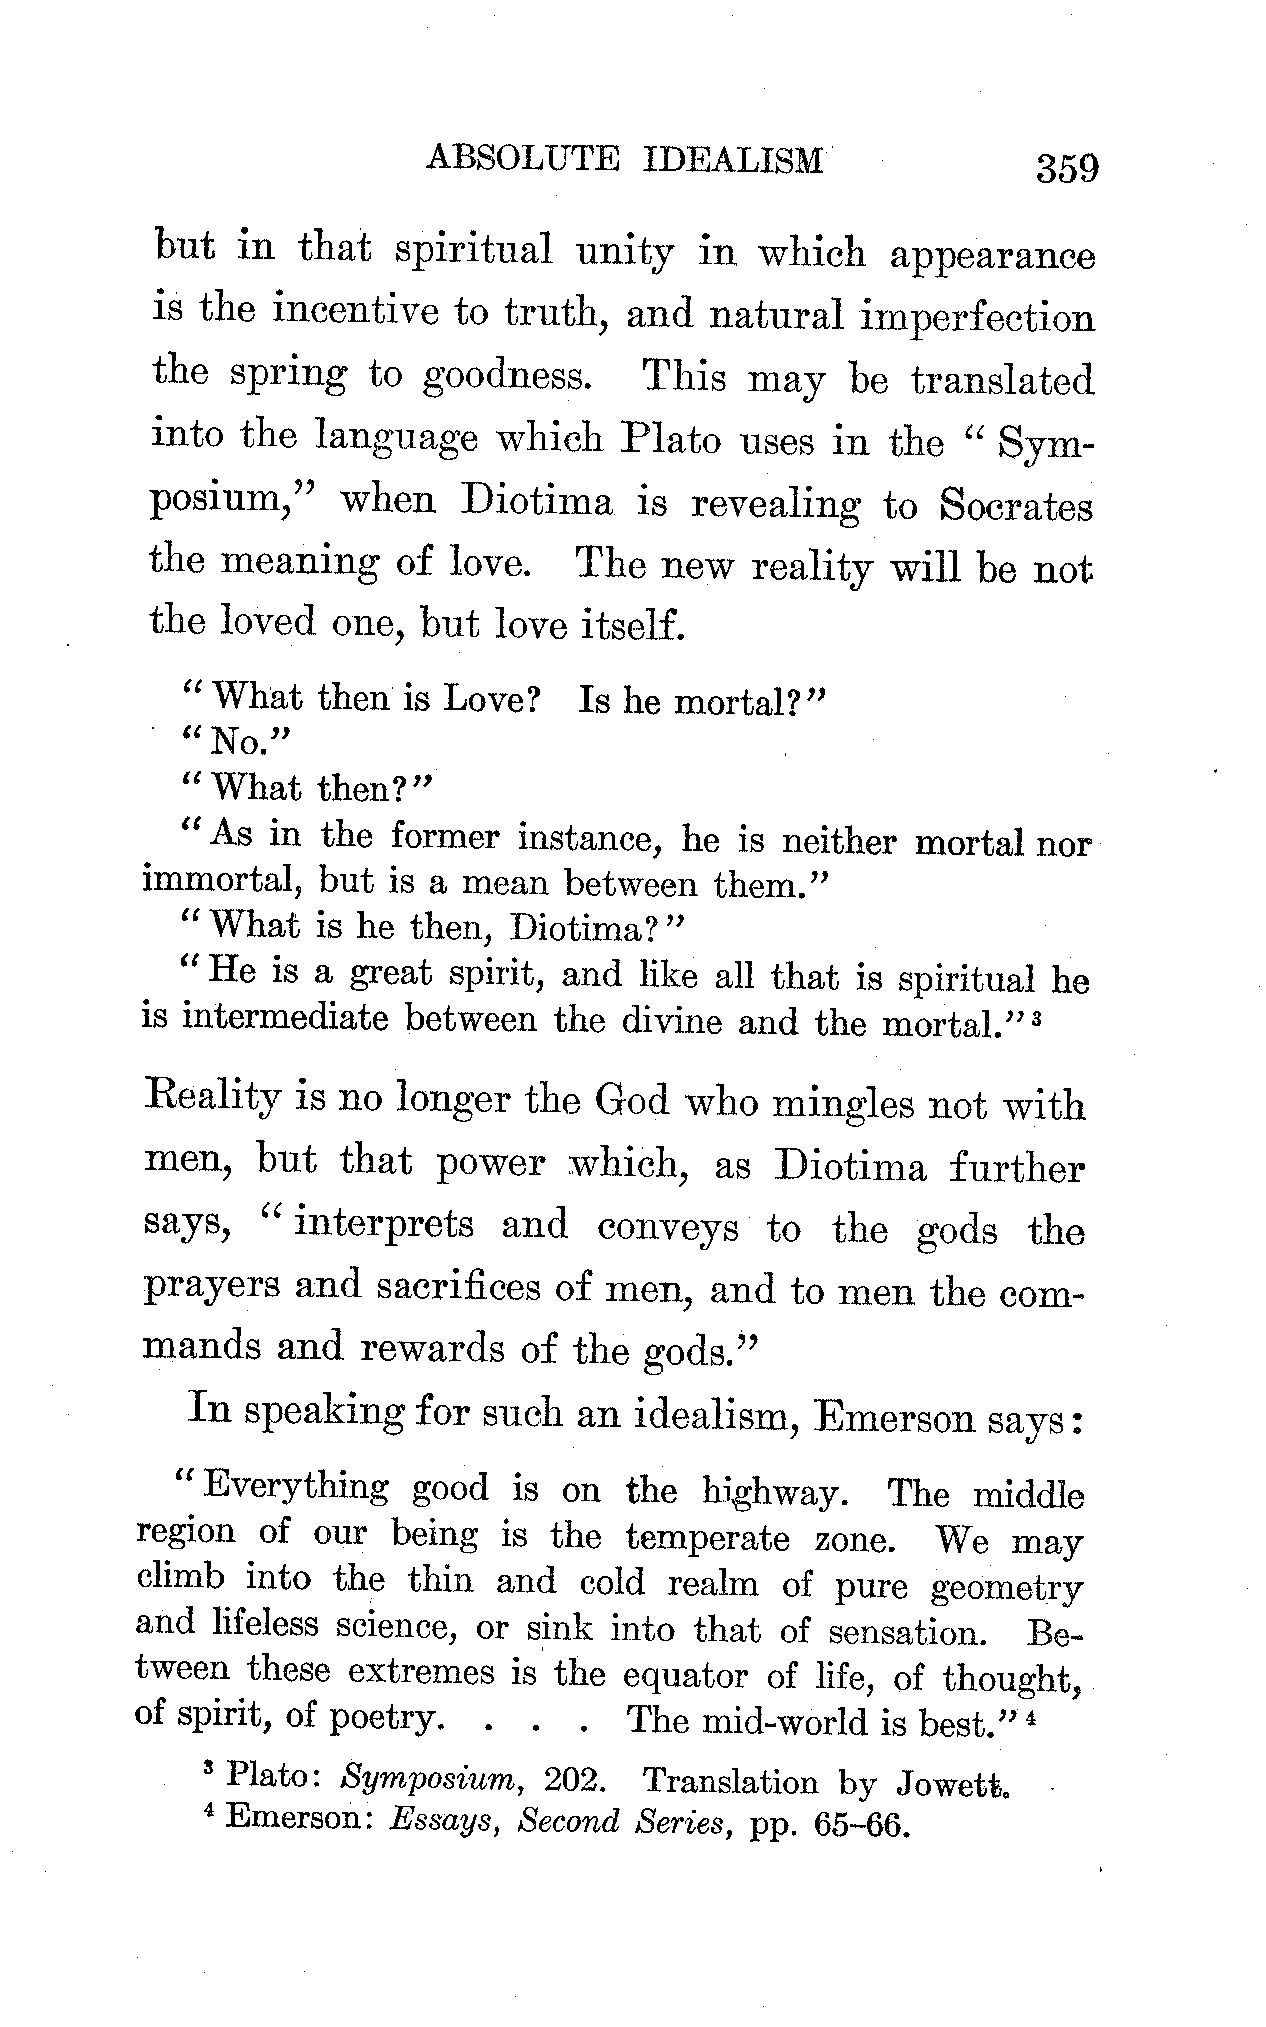 ABSOLUTE IDEALISM 359
but in that spiritual unity in which appearance
is the incentive to truth, and natural imperfection
the spring to goodness. This may be translated
into the language which Plato uses in the “ Sym-
posium,” when Diotima is revealing to Socrates
the meaning of love. The new reality will be not
the loved one, but love itself.
“ What then is Love? Is he mortal?”
“ No.”
“ What then?”
“ As in the former instance, he is neither mortal nor
immortal, but is a mean between them.”
“ What is he then, Diotima?”
“ He is a great spirit, and like all that is spiritual he
is intermediate between the divine and the mortal.” ³
Reality is no longer the God who mingles not with
men, but that power which, as Diotima further
says, “ interprets and conveys to the gods the
prayers and sacrifices of men, and to men the com-
mands and rewards of the gods.”
In speaking for such an idealism, Emerson says:
“ Everything good is on the highway. The middle
region of our being is the temperate zone. We may
climb into the thin and cold realm of pure geometry
and lifeless science, or sink into that of sensation. Be-
tween these extremes is the equator of life, of thought,
of spirit, of poetry. . . . The mid-world is best.” ⁴
³ Plato: Symposium, 202. Translation by Jowett.
⁴ Emerson: Essays, Second Series, pp. 65–66.